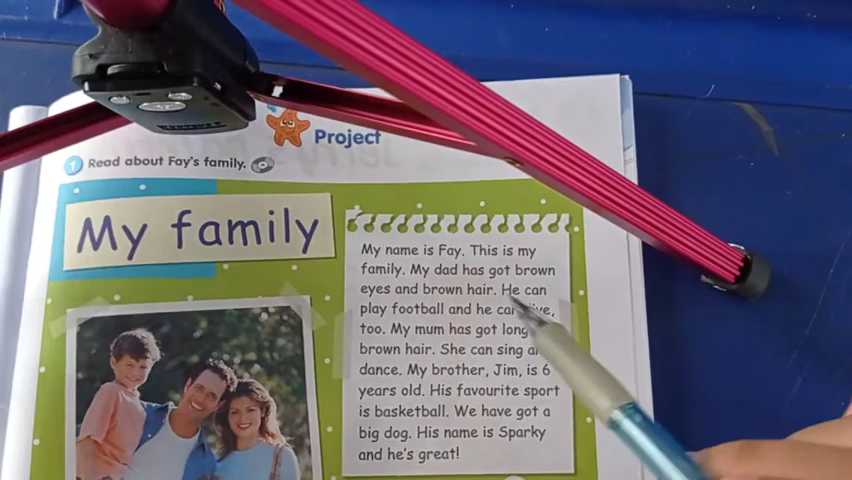 Project
1 Read about Fay's family.
My family
My name is Fay. This is my
family. My dad has got brown
eyes and brown hair. He can
play football and he can
too. My mum has got long
brown hair. She can sing
dance. My brother, Jim, is 6
years old. His favourite sport
is basketball. We have got a
big dog. His name is Sparky
and he's great!